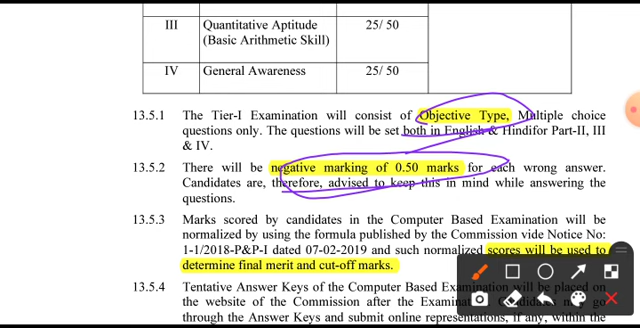 III Quantitative Aptitude 25/ 50
(Basic Arithmetic Skill)
IV General Awareness 25/ 50
13.5.1 The Tier-I Examination will consist of Objective Type, Multiple choice
questions only. The questions will be set both in English & Hindifor Part-II, III
& IV.
13.5.2 There will be negative marking of 0.50 marks for each wrong answer.
Candidates are, therefore, advised to keep this in mind while answering the
questions.
13.5.3 Marks scored by candidates in the Computer Based Examination will be
normalized by using the formula published by the Commission vide Notice No:
1-1/2018-P&P-I dated 07-02-2019 and such normalized scores will be used to
determine final merit and cut-off marks.
13.5.4 Tentative Answer Keys of the Computer Based Examination will be placed on
the website of the Commission after the
go
through the Answer Keys and submit online representations, if any, within the